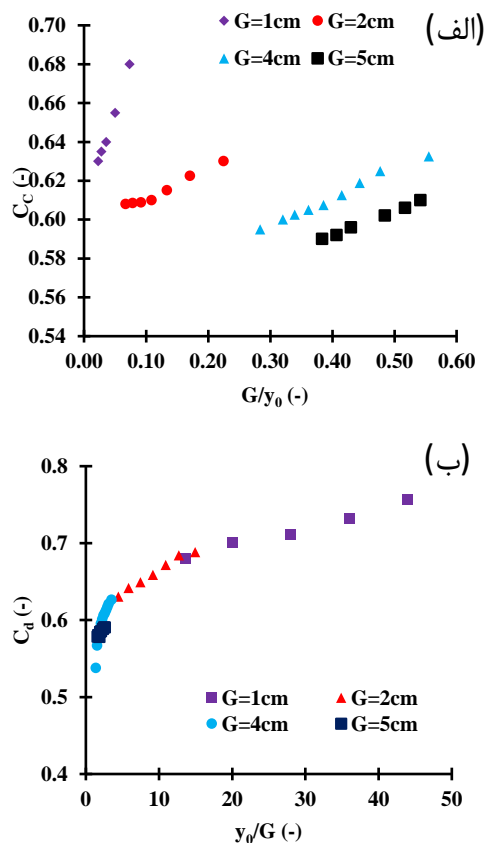 G=1cm G=2cm (الف)
G=4cm G=5cm
0.70
0.68
0.66
0.64
0.62
0.60
0.58
0.56
0.54
C_C (-)
0.00 0.10 0.20 0.30 0.40 0.50 0.60
G/y₀ (-)
(ب)
0.8
0.7
0.6
0.5
0.4
C_d (-)
G=1cm G=2cm
G=4cm G=5cm
0 10 20 30 40 50
y₀/G (-)